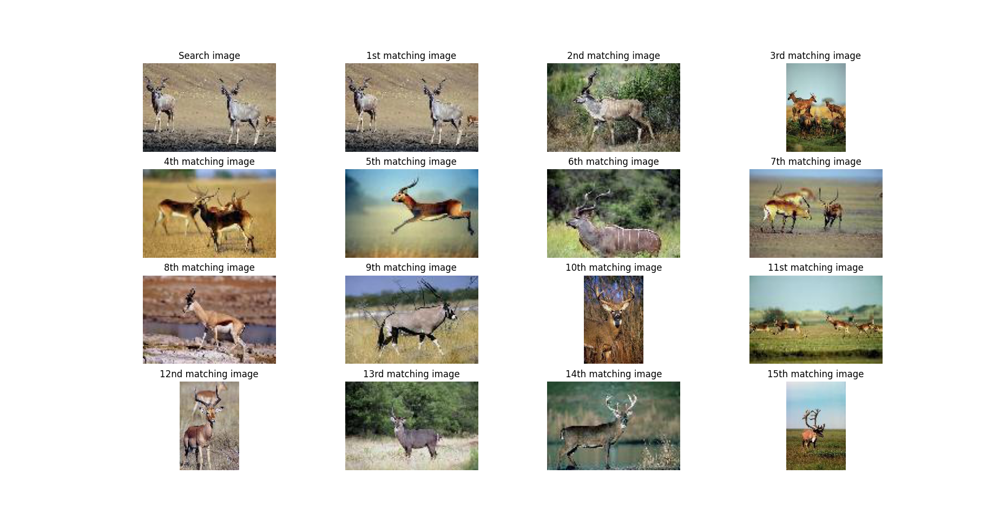 Search image
1st matching image
2nd matching image
3rd matching image
4th matching image
5th matching image
6th matching image
7th matching image
8th matching image
9th matching image
10th matching image
11st matching image
12nd matching image
13rd matching image
14th matching image
15th matching image